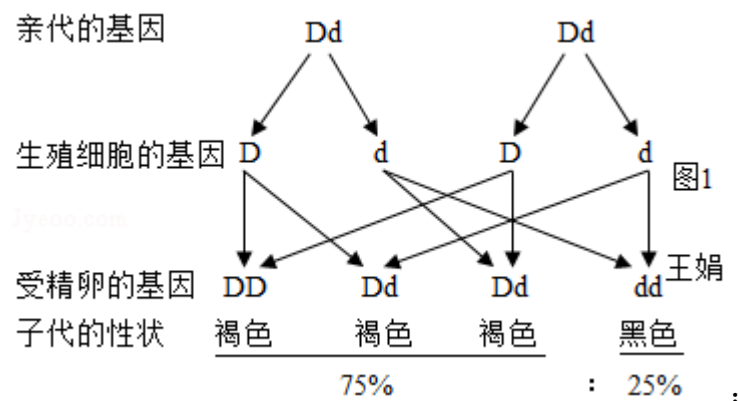 亲代的基因 Dd Dd
生殖细胞的基因 D d D d
图1
Jyeoo.com
受精卵的基因 DD Dd Dd dd 王娟
子代的性状 褐色 褐色 褐色 黑色
75% : 25% ;